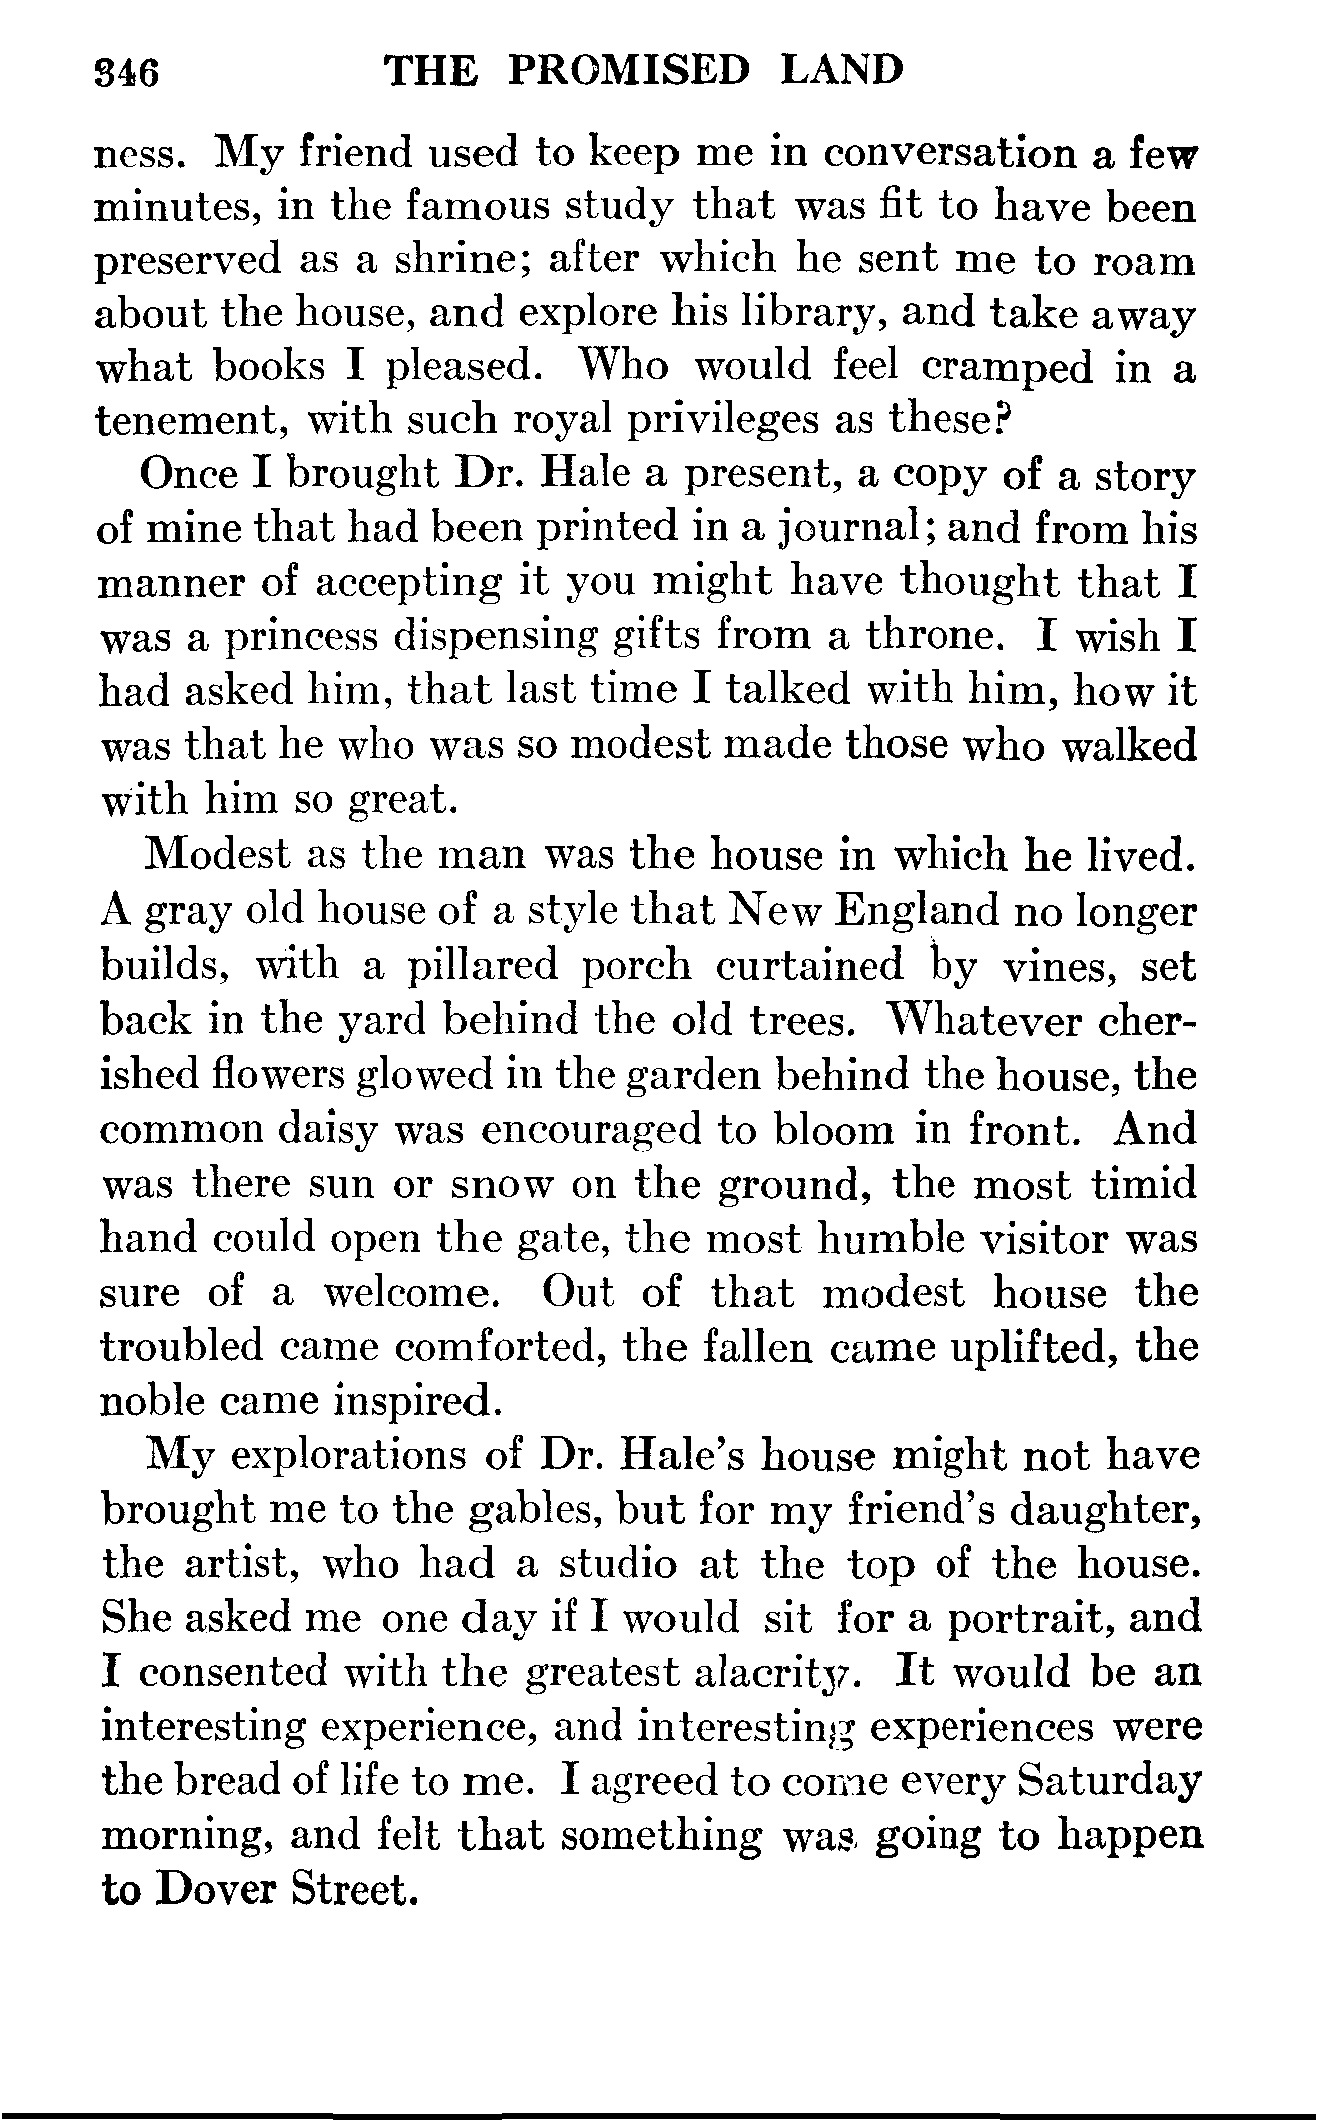 346 THE PROMISED LAND
ness. My friend used to keep me in conversation a few
minutes, in the famous study that was fit to have been
preserved as a shrine; after which he sent me to roam
about the house, and explore his library, and take away
what books I pleased. Who would feel cramped in a
tenement, with such royal privileges as these?
Once I brought Dr. Hale a present, a copy of a story
of mine that had been printed in a journal; and from his
manner of accepting it you might have thought that I
was a princess dispensing gifts from a throne. I wish I
had asked him, that last time I talked with him, how it
was that he who was so modest made those who walked
with him so great.
Modest as the man was the house in which he lived.
A gray old house of a style that New England no longer
builds, with a pillared porch curtained by vines, set
back in the yard behind the old trees. Whatever cher-
ished flowers glowed in the garden behind the house, the
common daisy was encouraged to bloom in front. And
was there sun or snow on the ground, the most timid
hand could open the gate, the most humble visitor was
sure of a welcome. Out of that modest house the
troubled came comforted, the fallen came uplifted, the
noble came inspired.
My explorations of Dr. Hale's house might not have
brought me to the gables, but for my friend's daughter,
the artist, who had a studio at the top of the house.
She asked me one day if I would sit for a portrait, and
I consented with the greatest alacrity. It would be an
interesting experience, and interesting experiences were
the bread of life to me. I agreed to come every Saturday
morning, and felt that something was going to happen
to Dover Street.